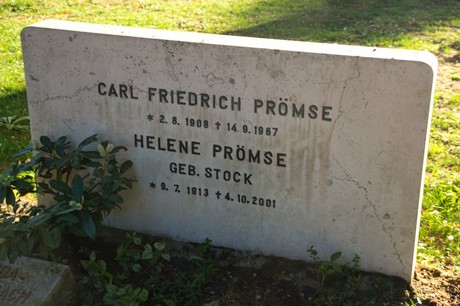 CARL FRIEDRICH PRÖMSE
* 2. 8. 1908 † 14. 9. 1967
HELENE PRÖMSE
GEB. STOCK
* 9. 7. 1913 † 4. 10. 2001